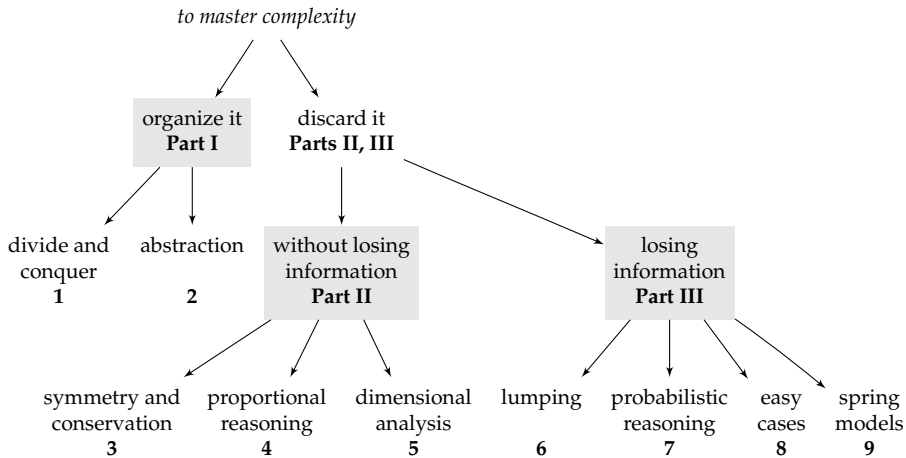 to master complexity
organize it
Part I
discard it
Parts II, III
divide and
conquer
1
abstraction
2
without losing
information
Part II
losing
information
Part III
symmetry and
conservation
3
proportional
reasoning
4
dimensional
analysis
5
lumping
6
probabilistic
reasoning
7
easy
cases
8
spring
models
9